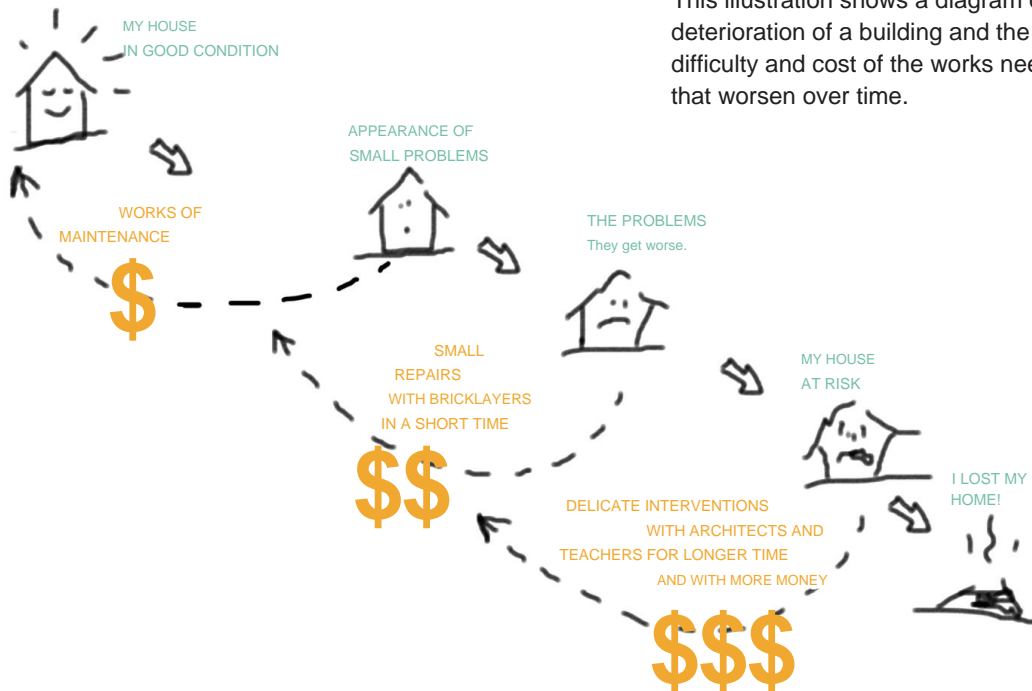 This illustration shows a diagram
deterioration of a building and the
difficulty and cost of the works
that worsen over time.
MY HOUSE
IN GOOD CONDITION
APPEARANCE OF
SMALL PROBLEMS
WORKS OF
MAINTENANCE
$
THE PROBLEMS
They get worse.
SMALL
REPAIRS
WITH BRICKLAYERS
IN A SHORT TIME
$$
MY HOUSE
AT RISK
DELICATE INTERVENTIONS
WITH ARCHITECTS AND
TEACHERS FOR LONGER TIME
AND WITH MORE MONEY
$$$
I LOST MY
HOME!